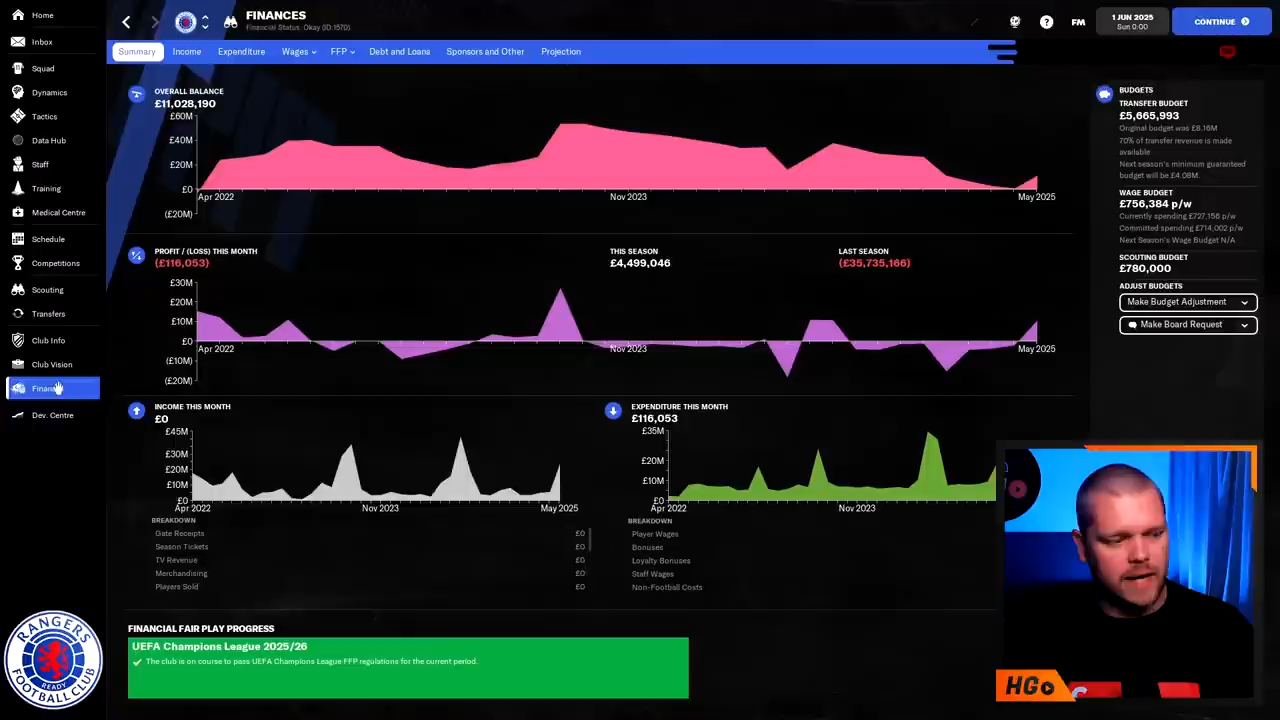 Home
Inbox
Squad
Dynamics
Tactics
Data Hub
Staff
Training
Medical Centre
Schedule
Competitions
Scouting
Transfers
Club Info
Club Vision
Finan
Dev. Centre
RANGERS
READY
FOOTBALL CLUB
FINANCES
Financial Status: Okay (ID:1570)
FM
1 JUN 2025
Sun 0:00
CONTINUE
Summary
Income
Expenditure
Wages
FFP
Debt and Loans
Sponsors and Other
Projection
OVERALL BALANCE
£11,028,190
£60M
£40M
£20M
£0
(£20M)
Apr 2022
Nov 2023
May 2025
PROFIT / (LOSS) THIS MONTH
(£116,053)
THIS SEASON
£4,499,046
LAST SEASON
(£35,735,166)
£30M
£20M
£10M
£0
(£10M)
(£20M)
Apr 2022
Nov 2023
May 2025
INCOME THIS MONTH
£0
£45M
£30M
£20M
£10M
£0
Apr 2022
Nov 2023
May 2025
BREAKDOWN
Gate Receipts £0
Season Tickets £0
TV Revenue £0
Merchandising £0
Players Sold £0
EXPENDITURE THIS MONTH
£116,053
£35M
£20M
£10M
£0
Apr 2022
Nov 2023
BREAKDOWN
Player Wages
Bonuses
Loyalty Bonuses
Staff Wages
Non-Football Costs
FINANCIAL FAIR PLAY PROGRESS
UEFA Champions League 2025/26
The club is on course to pass UEFA Champions League FFP regulations for the current period.
BUDGETS
TRANSFER BUDGET
£5,665,993
Original budget was £8.16M
70% of transfer revenue is made
available
Next season's minimum guaranteed
budget will be £4.08M.
WAGE BUDGET
£756,384 p/w
Currently spending £727,156 p/w
Committed spending £714,002 p/w
Next Season's Wage Budget N/A
SCOUTING BUDGET
£780,000
ADJUST BUDGETS
Make Budget Adjustment
Make Board Request
HGo